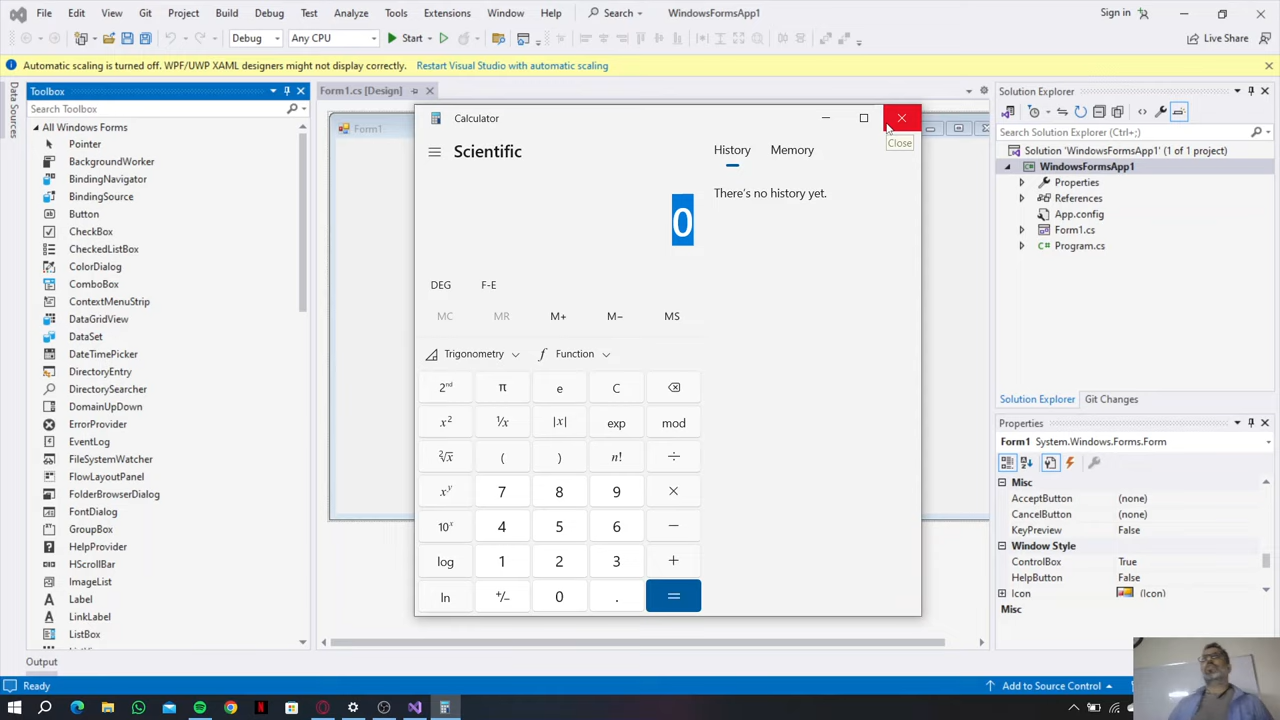 File Edit View Git Project Build Debug Test Analyze Tools Extensions Window Help Search WindowsFormsApp1 Sign in
Debug Any CPU Start Live Share
Automatic scaling is turned off. WPF/UWP XAML designers might not display correctly. Restart Visual Studio with automatic scaling
Data Sources
Toolbox
Search Toolbox
All Windows Forms
Pointer
BackgroundWorker
BindingNavigator
BindingSource
Button
CheckBox
CheckedListBox
ColorDialog
ComboBox
ContextMenuStrip
DataGridView
DataSet
DateTimePicker
DirectoryEntry
DirectorySearcher
DomainUpDown
ErrorProvider
EventLog
FileSystemWatcher
FlowLayoutPanel
FolderBrowserDialog
FontDialog
GroupBox
HelpProvider
HScrollBar
ImageList
Label
LinkLabel
ListBox
Form1.cs [Design]
Form1
Calculator
Close
Scientific
History Memory
There's no history yet.
0
DEG F-E
MC MR M+ M− MS
Trigonometry Function
2nd π e C
x² ¹/x |x| exp mod
²√x ( ) n! ÷
xʸ 7 8 9 ×
10ˣ 4 5 6 −
log 1 2 3 +
ln +/− 0 . =
Solution Explorer
Search Solution Explorer (Ctrl+;)
Solution 'WindowsFormsApp1' (1 of 1 project)
WindowsFormsApp1
Properties
References
App.config
Form1.cs
Program.cs
Solution Explorer Git Changes
Properties
Form1 System.Windows.Forms.Form
Misc
AcceptButton (none)
CancelButton (none)
KeyPreview False
Window Style
ControlBox True
HelpButton False
Icon (Icon)
Misc
Output
Ready Add to Source Control